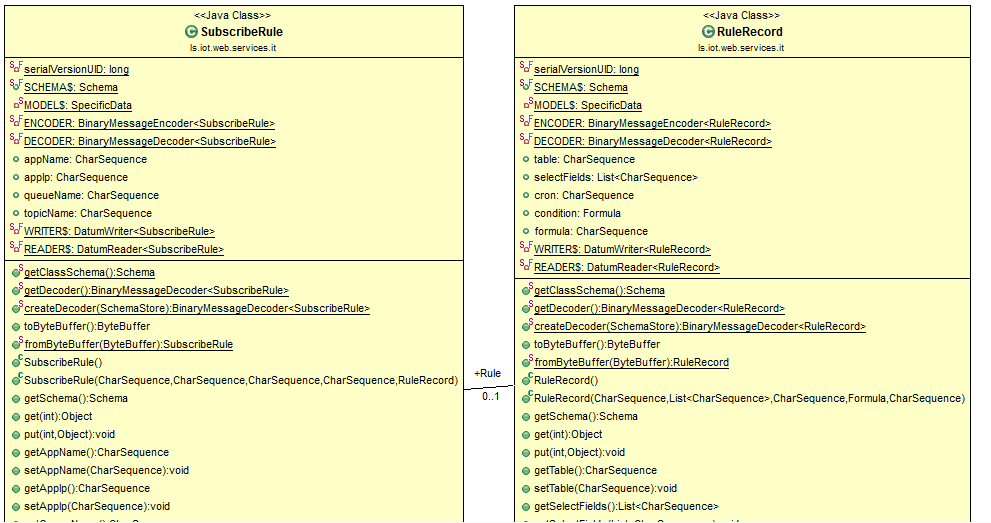 <<Java Class>>
SubscribeRule
ls.iot.web.services.it
serialVersionUID: long
SCHEMA$: Schema
MODEL$: SpecificData
ENCODER: BinaryMessageEncoder<SubscribeRule>
DECODER: BinaryMessageDecoder<SubscribeRule>
appName: CharSequence
appIp: CharSequence
queueName: CharSequence
topicName: CharSequence
WRITER$: DatumWriter<SubscribeRule>
READER$: DatumReader<SubscribeRule>
getClassSchema():Schema
getDecoder():BinaryMessageDecoder<SubscribeRule>
createDecoder(SchemaStore):BinaryMessageDecoder<SubscribeRule>
toByteBuffer():ByteBuffer
fromByteBuffer(ByteBuffer):SubscribeRule
SubscribeRule()
SubscribeRule(CharSequence,CharSequence,CharSequence,CharSequence,RuleRecord)
getSchema():Schema
get(int):Object
put(int,Object):void
getAppName():CharSequence
setAppName(CharSequence):void
getAppIp():CharSequence
setAppIp(CharSequence):void
+Rule
0..1
<<Java Class>>
RuleRecord
ls.iot.web.services.it
serialVersionUID: long
SCHEMA$: Schema
MODEL$: SpecificData
ENCODER: BinaryMessageEncoder<RuleRecord>
DECODER: BinaryMessageDecoder<RuleRecord>
table: CharSequence
selectFields: List<CharSequence>
cron: CharSequence
condition: Formula
formula: CharSequence
WRITER$: DatumWriter<RuleRecord>
READER$: DatumReader<RuleRecord>
getClassSchema():Schema
getDecoder():BinaryMessageDecoder<RuleRecord>
createDecoder(SchemaStore):BinaryMessageDecoder<RuleRecord>
toByteBuffer():ByteBuffer
fromByteBuffer(ByteBuffer):RuleRecord
RuleRecord()
RuleRecord(CharSequence,List<CharSequence>,CharSequence,Formula,CharSequence)
getSchema():Schema
get(int):Object
put(int,Object):void
getTable():CharSequence
setTable(CharSequence):void
getSelectFields():List<CharSequence>